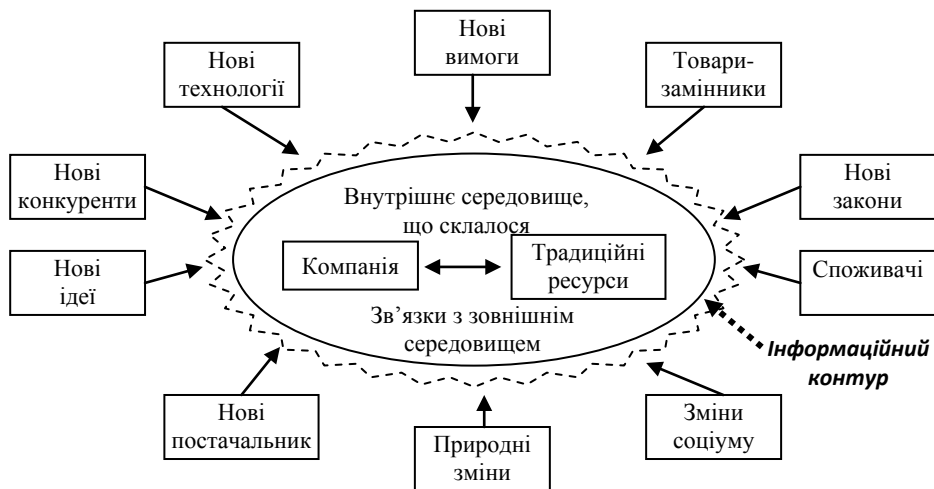 Нові
вимоги
Нові
технології
Товари-
замінники
Нові
конкуренти
Нові
закони
Внутрішнє середовище,
що склалося
Компанія
Традиційні
ресурси
Нові
ідеї
Споживачі
Зв’язки з зовнішнім
середовищем
Інформаційний
контур
Нові
постачальник
Природні
зміни
Зміни
соціуму